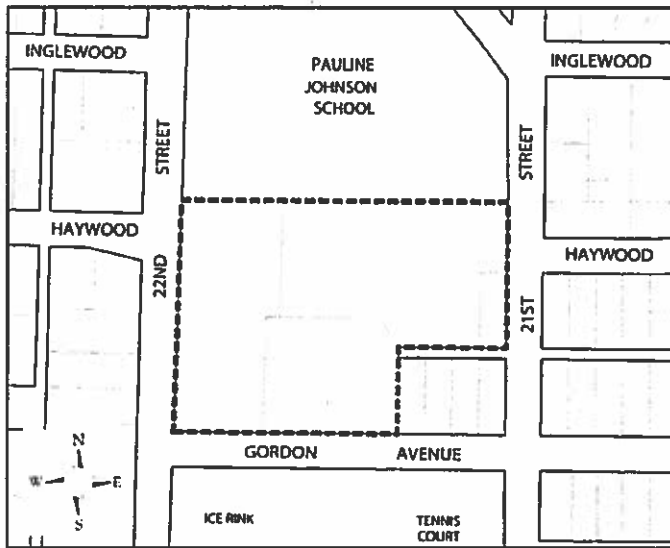 INGLEWOOD
PAULINE
JOHNSON
SCHOOL
INGLEWOOD
STREET
STREET
HAYWOOD
HAYWOOD
22ND
21ST
GORDON AVENUE
N
W E
S
ICE RINK
TENNIS
COURT